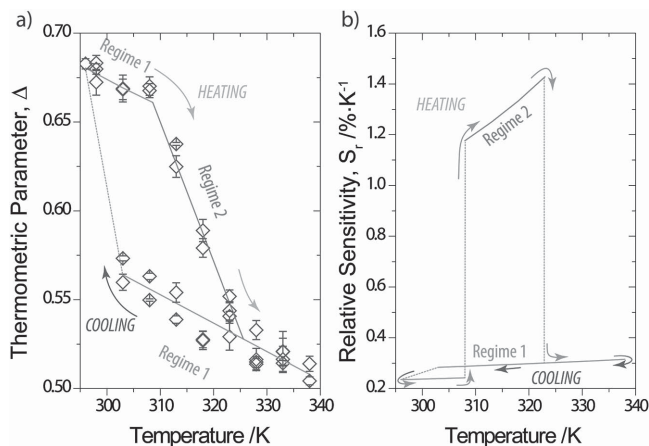 a)
b)
0.70
0.65
0.60
0.55
0.50
Thermometric Parameter, Δ
Regime 1
HEATING
Regime 2
COOLING
Regime 1
300
310
320
330
340
Temperature /K
1.6
1.4
1.2
1.0
0.8
0.6
0.4
0.2
Relative Sensitivity, Sr /%·K-1
HEATING
Regime 2
Regime 1
COOLING
300
310
320
330
340
Temperature /K